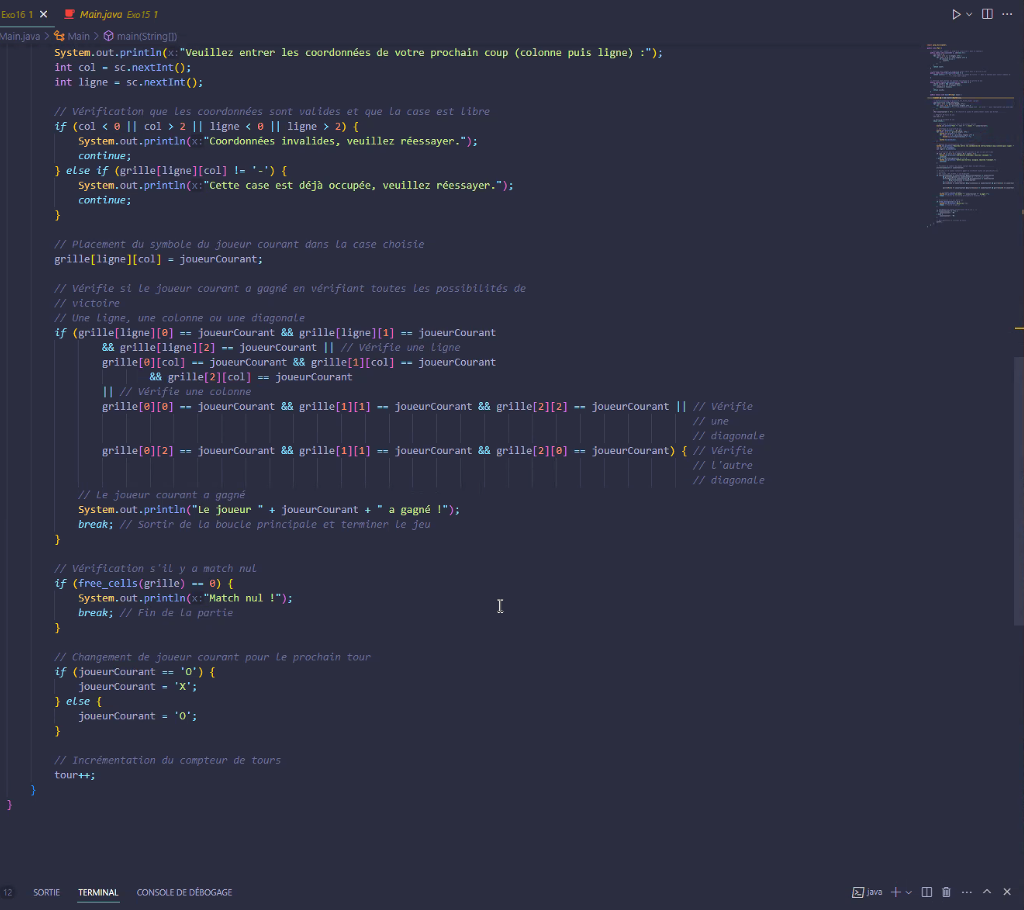 Exo16 1 Main.java Exo15 1
Main.java > Main > main(String[])
System.out.println(x:"Veuillez entrer les coordonnées de votre prochain coup (colonne puis ligne) :");
int col = sc.nextInt();
int ligne = sc.nextInt();
// Vérification que les coordonnées sont valides et que la case est libre
if (col < 0 || col > 2 || ligne < 0 || ligne > 2) {
System.out.println(x:"Coordonnées invalides, veuillez réessayer.");
continue;
} else if (grille[ligne][col] != '-') {
System.out.println(x:"Cette case est déjà occupée, veuillez réessayer.");
continue;
}
// Placement du symbole du joueur courant dans la case choisie
grille[ligne][col] = joueurCourant;
// Vérifie si le joueur courant a gagné en vérifiant toutes les possibilités de
// victoire
// Une ligne, une colonne ou une diagonale
if (grille[ligne][0] == joueurCourant && grille[ligne][1] == joueurCourant
&& grille[ligne][2] == joueurCourant || // Vérifie une ligne
grille[0][col] == joueurCourant && grille[1][col] == joueurCourant
&& grille[2][col] == joueurCourant
|| // Vérifie une colonne
grille[0][0] == joueurCourant && grille[1][1] == joueurCourant && grille[2][2] == joueurCourant || // Vérifie
// une
// diagonale
grille[0][2] == joueurCourant && grille[1][1] == joueurCourant && grille[2][0] == joueurCourant) { // Vérifie
// l'autre
// diagonale
// Le joueur courant a gagné
System.out.println("Le joueur " + joueurCourant + " a gagné !");
break; // Sortir de la boucle principale et terminer le jeu
}
// Vérification s'il y a match nul
if (free_cells(grille) == 0) {
System.out.println(x:"Match nul !");
break; // Fin de la partie
}
// Changement de joueur courant pour le prochain tour
if (joueurCourant == 'O') {
joueurCourant = 'X';
} else {
joueurCourant = 'O';
}
// Incrémentation du compteur de tours
tour++;
}
}
12 SORTIE TERMINAL CONSOLE DE DÉBOGAGE java